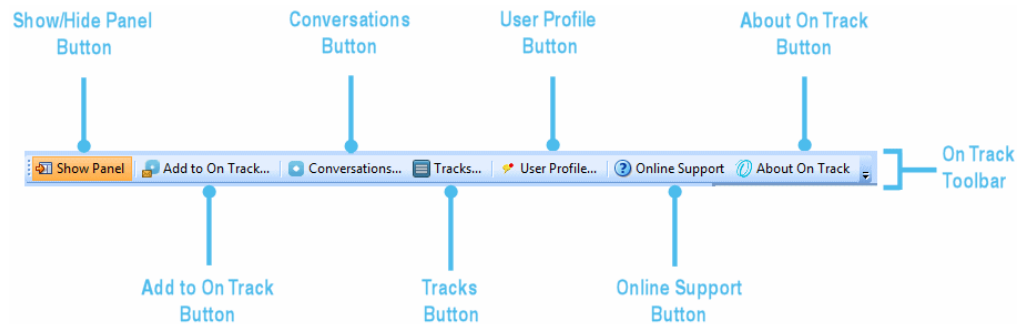 Show/Hide Panel
Button
Conversations
Button
User Profile
Button
About On Track
Button
Show Panel
Add to On Track...
Conversations...
Tracks...
User Profile...
Online Support
About On Track
On Track
Toolbar
Add to On Track
Button
Tracks
Button
Online Support
Button